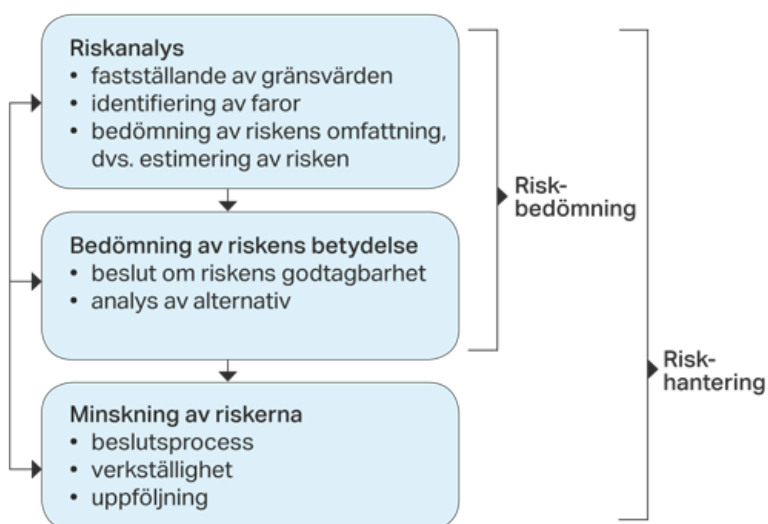 Riskanalys
• fastställande av gränsvärden
• identifiering av faror
• bedömning av riskens omfattning,
dvs. estimering av risken
Risk-
bedömning
Bedömning av riskens betydelse
• beslut om riskens godtagbarhet
• analys av alternativ
Risk-
hantering
Minskning av riskerna
• beslutsprocess
• verkställighet
• uppföljning